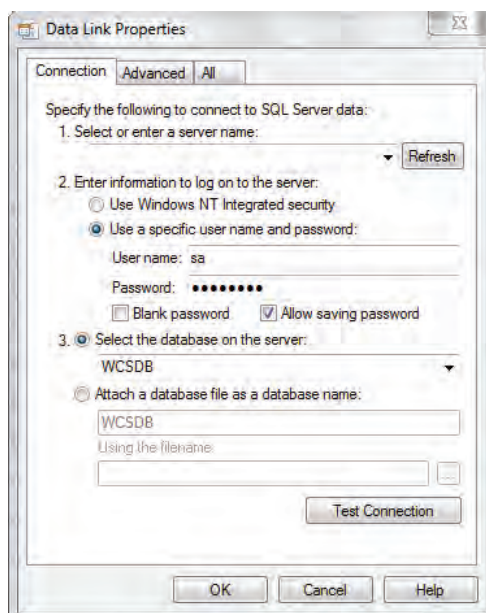 Data Link Properties
Connection Advanced All
Specify the following to connect to SQL Server data:
1. Select or enter a server name:
Refresh
2. Enter information to log on to the server:
Use Windows NT Integrated security
Use a specific user name and password:
User name: sa
Password: ●●●●●●●●
Blank password Allow saving password
3. Select the database on the server:
WCSDB
Attach a database file as a database name:
WCSDB
Using the filename:
...
Test Connection
OK Cancel Help